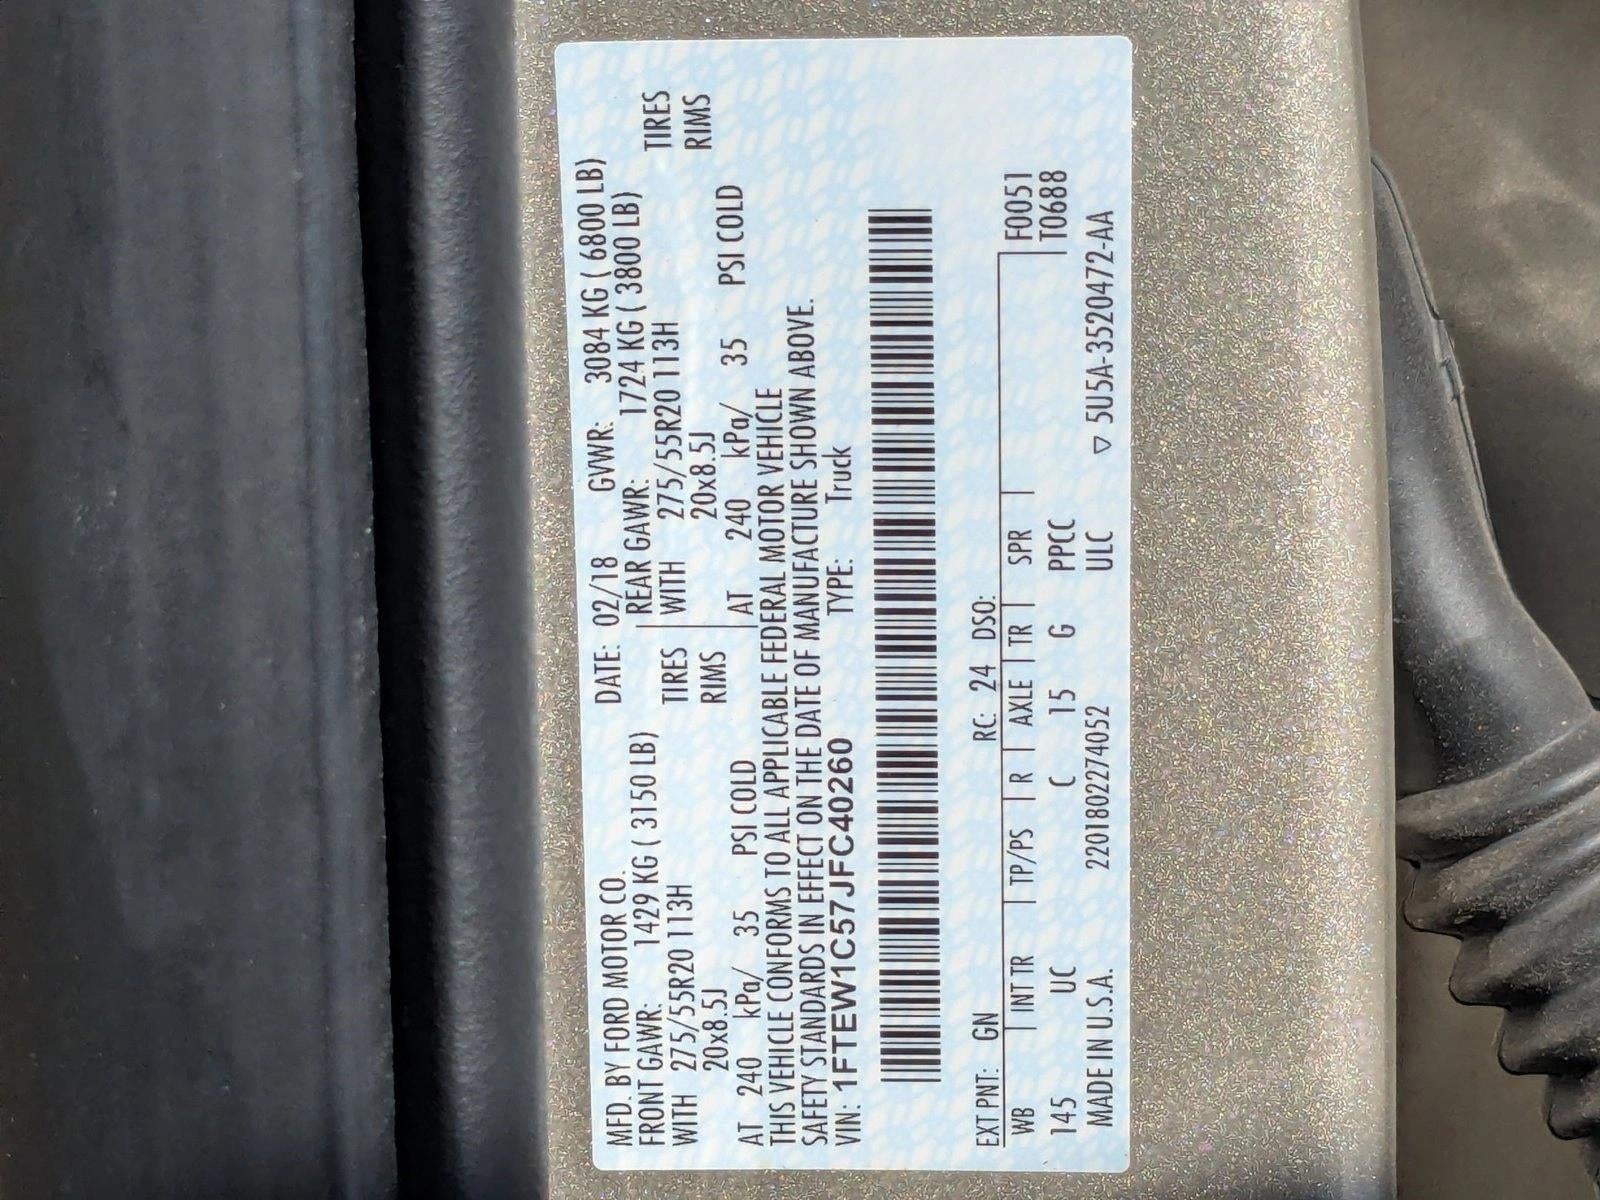 MFD. BY FORD MOTOR CO. DATE: 02/18 GVWR: 3084 KG ( 6800 LB)
FRONT GAWR: 1429 KG ( 3150 LB) REAR GAWR: 1724 KG ( 3800 LB)
WITH 275/55R20 113H TIRES WITH 275/55R20 113H TIRES
20x8.5J RIMS 20x8.5J RIMS
AT 240 kPa/ 35 PSI COLD AT 240 kPa/ 35 PSI COLD
THIS VEHICLE CONFORMS TO ALL APPLICABLE FEDERAL MOTOR VEHICLE
SAFETY STANDARDS IN EFFECT ON THE DATE OF MANUFACTURE SHOWN ABOVE.
VIN: 1FTEW1C57JFC40260 TYPE: Truck
EXT PNT: GN RC: 24 DSO:
WB INT TR TP/PS R AXLE TR SPR F0051
145 UC C 15 G PPCC T0688
MADE IN U.S.A. 220180227405​2 ULC ▽ 5U5A-3520472-AA